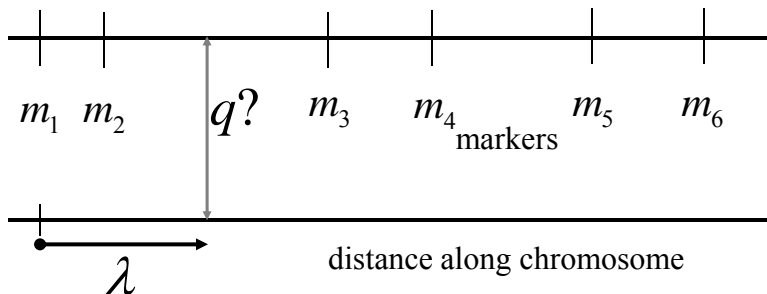 m₁ m₂ q? m₃ m₄ m₅ m₆
markers
λ
distance along chromosome